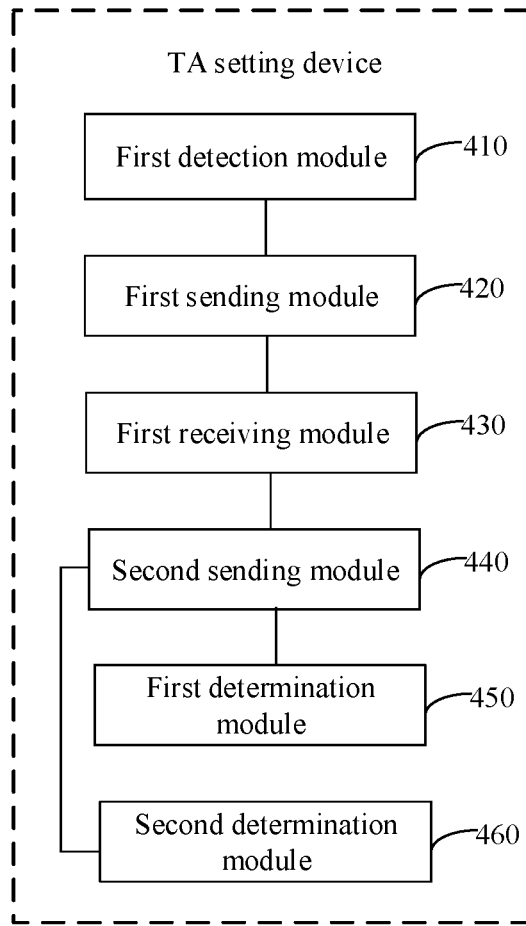 TA setting device
First detection module
410
First sending module
420
First receiving module
430
Second sending module
440
First determination
module
450
Second determination
module
460